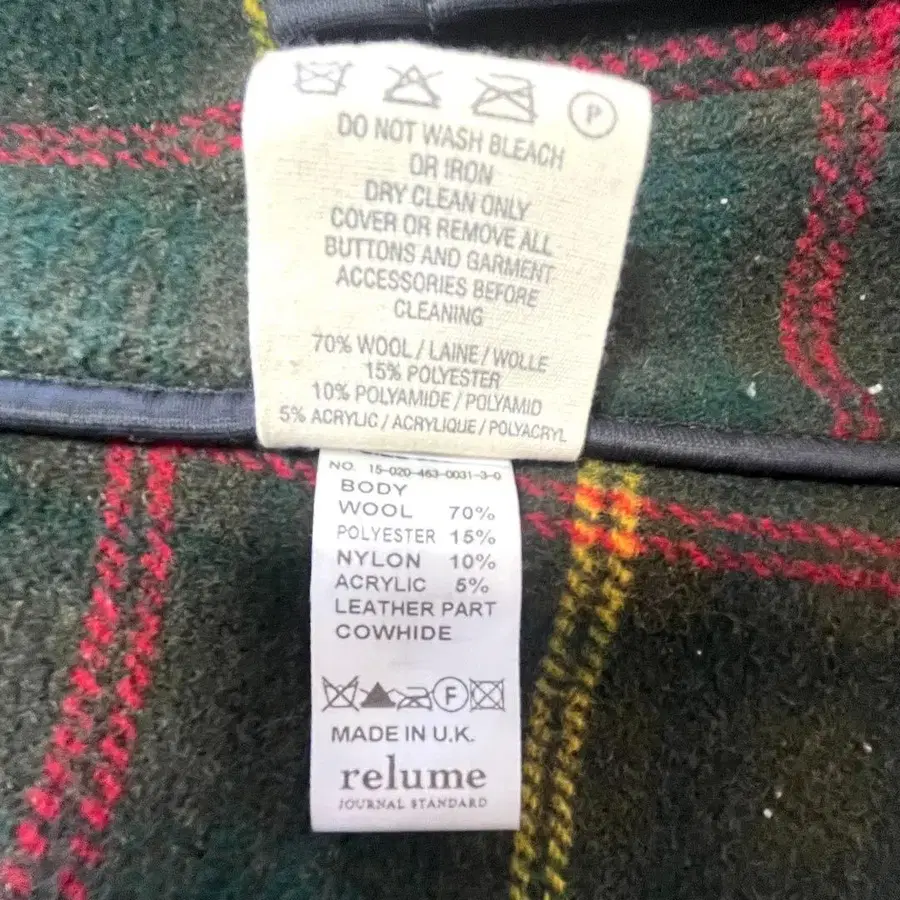 P
DO NOT WASH BLEACH
OR IRON
DRY CLEAN ONLY
COVER OR REMOVE ALL
BUTTONS AND GARMENT
ACCESSORIES BEFORE
CLEANING
70% WOOL / LAINE / WOLLE
15% POLYESTER
10% POLYAMIDE / POLYAMID
5% ACRYLIC / ACRYLIQUE / POLYACRYL
NO. 15-020-463-0031-3-0
BODY
WOOL 70%
POLYESTER 15%
NYLON 10%
ACRYLIC 5%
LEATHER PART
COWHIDE
F
MADE IN U.K.
relume
JOURNAL STANDARD